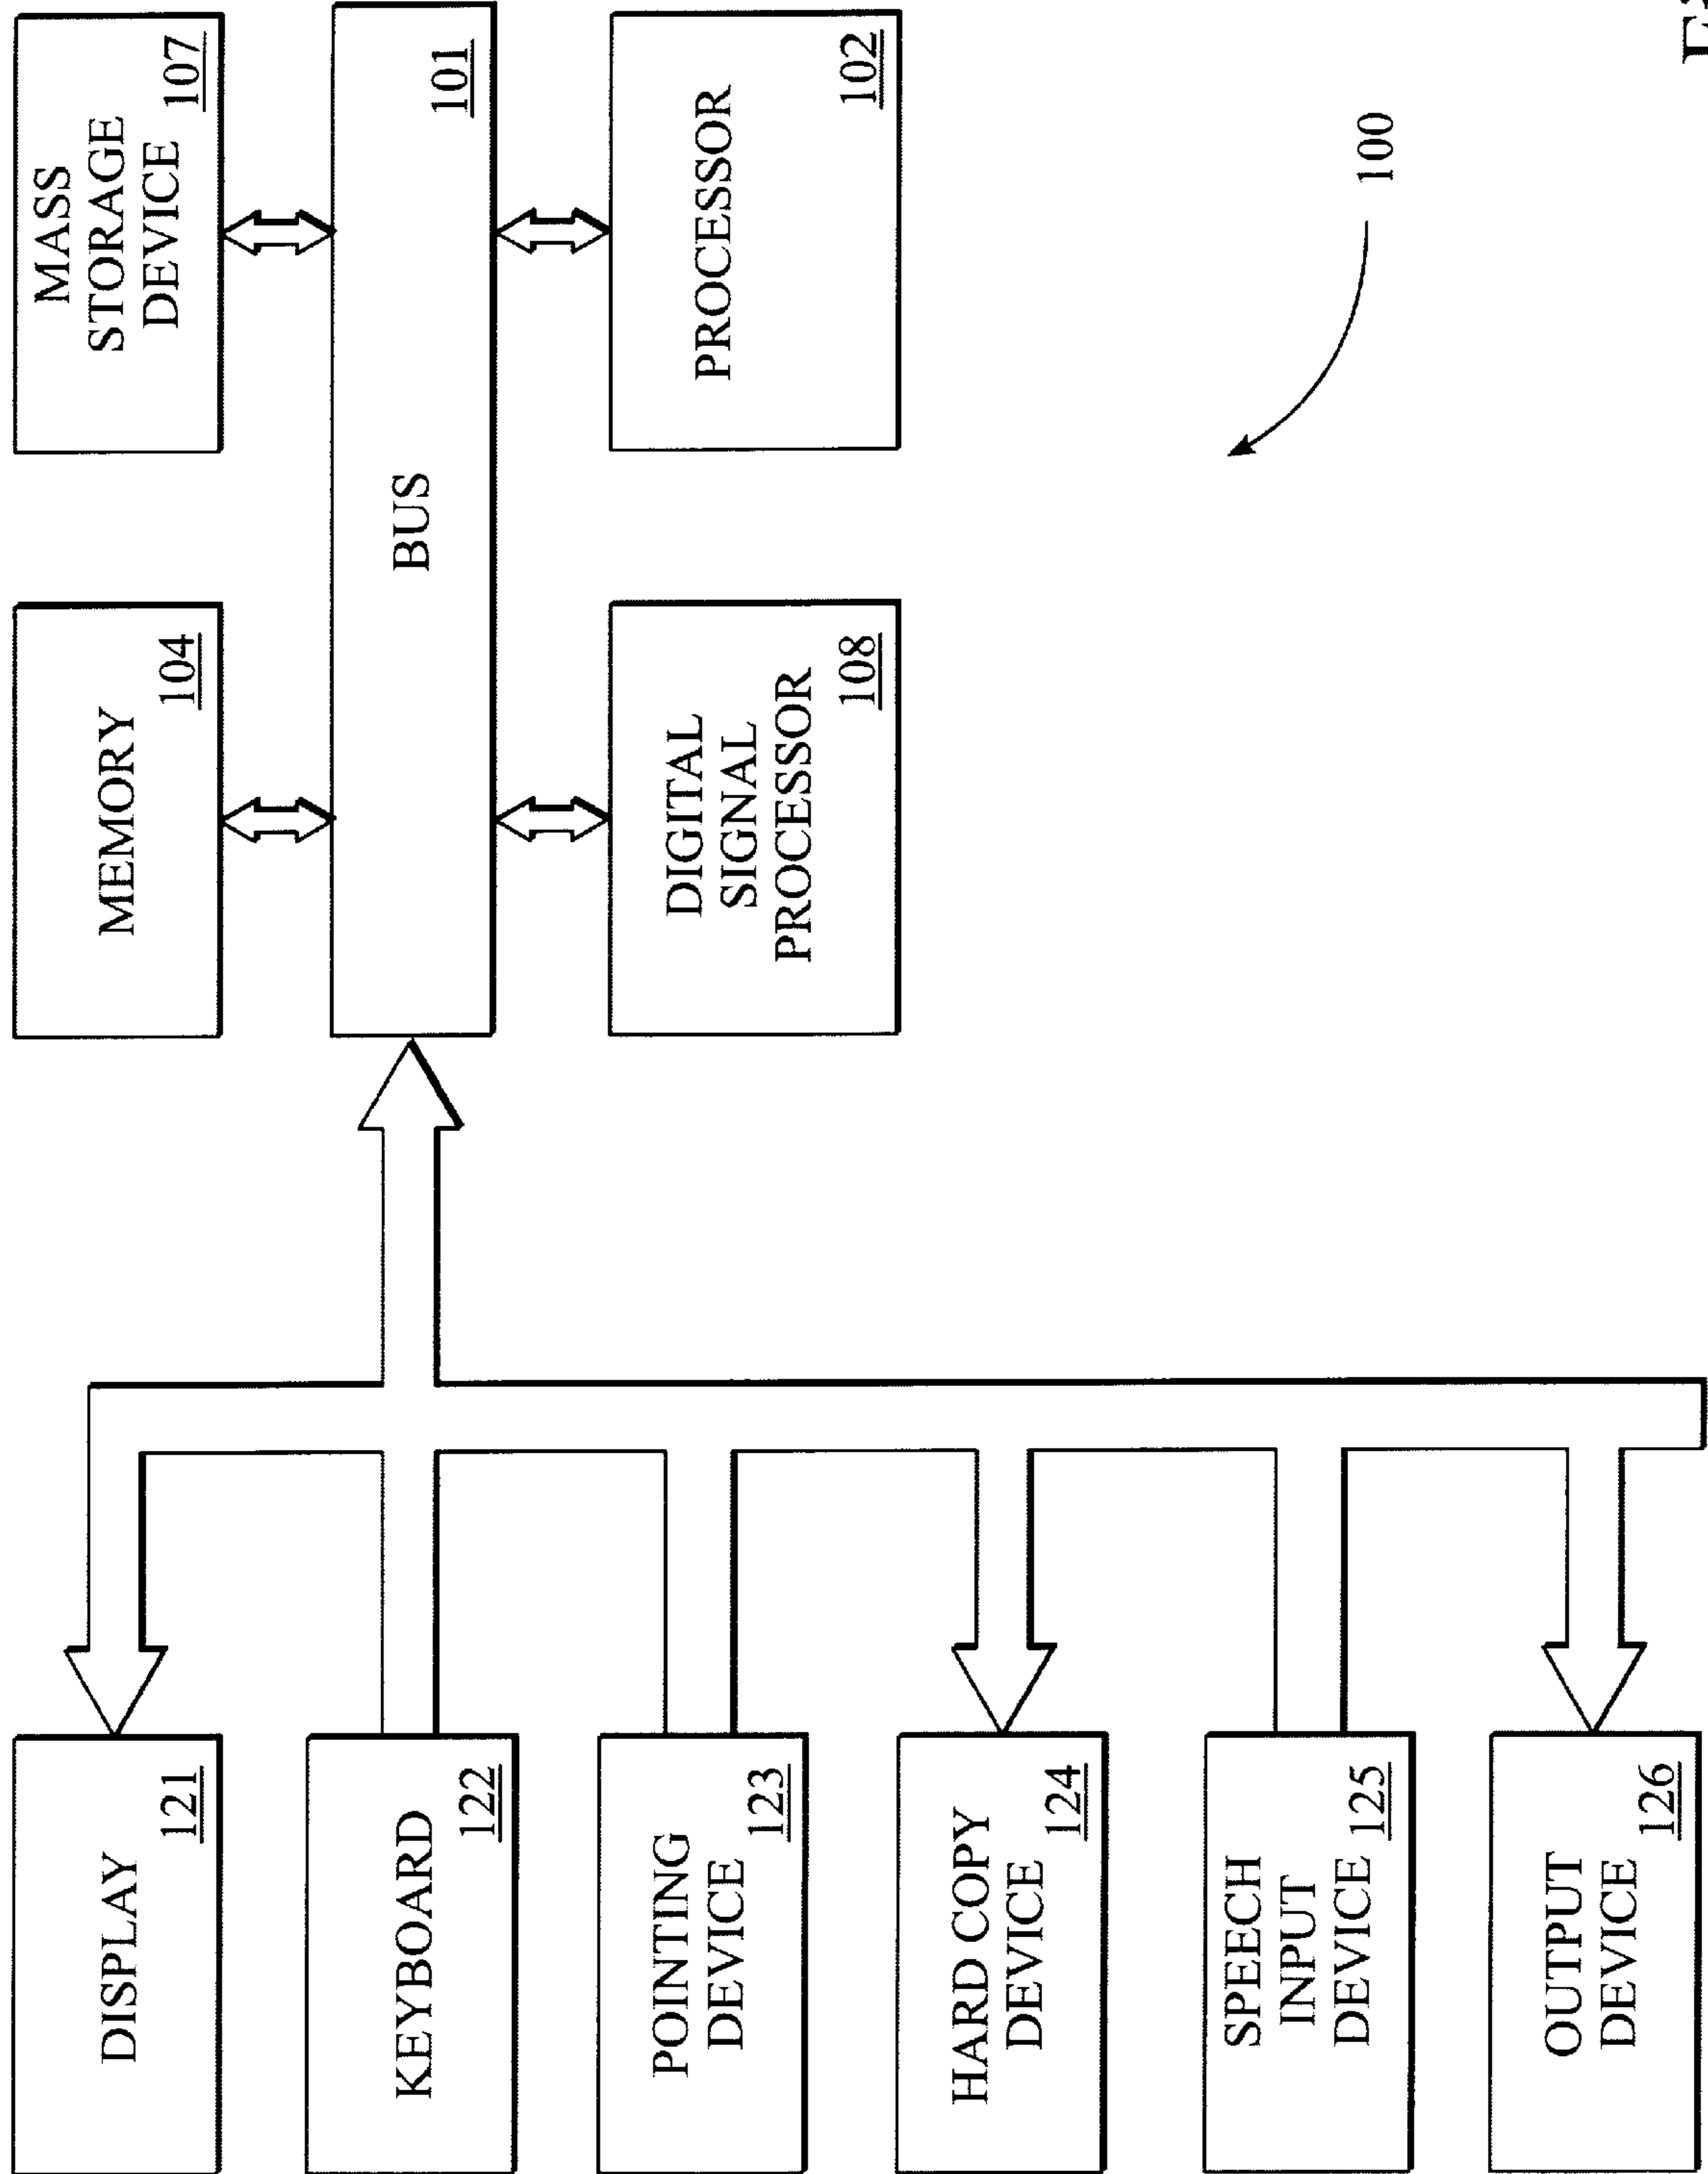 DISPLAY
121
KEYBOARD
122
POINTING
DEVICE
123
HARD COPY
DEVICE
124
SPEECH
INPUT
DEVICE
125
OUTPUT
DEVICE
126
MEMORY
104
MASS
STORAGE
DEVICE
107
BUS
101
DIGITAL
SIGNAL
PROCESSOR
108
PROCESSOR
102
100